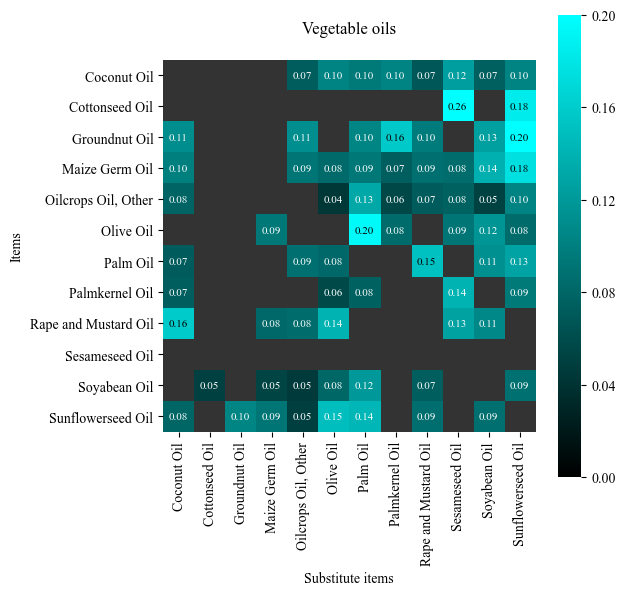 Vegetable oils
0.20
Coconut Oil 0.07 0.10 0.10 0.10 0.07 0.12 0.07 0.10
Cottonseed Oil 0.26 0.18
0.16
Groundnut Oil 0.11 0.11 0.10 0.16 0.10 0.13 0.20
Maize Germ Oil 0.10 0.09 0.08 0.09 0.07 0.09 0.08 0.14 0.18
0.12
Oilcrops Oil, Other 0.08 0.04 0.13 0.06 0.07 0.08 0.05 0.10
Items
Olive Oil 0.09 0.20 0.08 0.09 0.12 0.08
Palm Oil 0.07 0.09 0.08 0.15 0.11 0.13
0.08
Palmkernel Oil 0.07 0.06 0.08 0.14 0.09
Rape and Mustard Oil 0.16 0.08 0.08 0.14 0.13 0.11
Sesameseed Oil
0.04
Soyabean Oil 0.05 0.05 0.05 0.08 0.12 0.07 0.09
Sunflowerseed Oil 0.08 0.10 0.09 0.05 0.15 0.14 0.09 0.09
0.00
Coconut Oil
Cottonseed Oil
Groundnut Oil
Maize Germ Oil
Oilcrops Oil, Other
Olive Oil
Palm Oil
Palmkernel Oil
Rape and Mustard Oil
Sesameseed Oil
Soyabean Oil
Sunflowerseed Oil
Substitute items